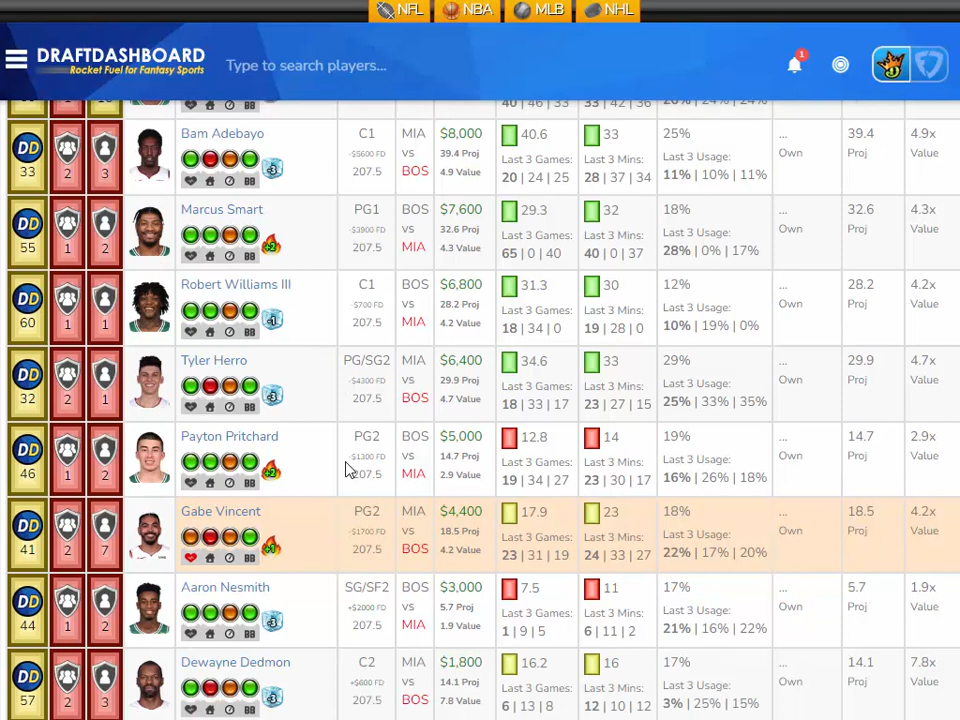 NFL NBA MLB NHL
DRAFTDASHBOARD
Rocket Fuel for Fantasy Sports
Type to search players...
1
40 | 46 | 33 33 | 42 | 36
DD 33 2 3
Bam Adebayo
BB
-3
C1 -$5600 FD 207.5
MIA VS BOS
$8,000 39.4 Proj 4.9 Value
40.6 Last 3 Games: 20 | 24 | 25
33 Last 3 Mins: 28 | 37 | 34
25% Last 3 Usage: 11% | 10% | 11%
... Own
39.4 Proj
4.9x Value
DD 55 1 2
Marcus Smart
BB
+2
PG1 -$3900 FD 207.5
BOS VS MIA
$7,600 32.6 Proj 4.3 Value
29.3 Last 3 Games: 65 | 0 | 40
32 Last 3 Mins: 40 | 0 | 37
18% Last 3 Usage: 28% | 0% | 17%
... Own
32.6 Proj
4.3x Value
DD 60 1 1
Robert Williams III
BB
-1
C1 -$700 FD 207.5
BOS VS MIA
$6,800 28.2 Proj 4.2 Value
31.3 Last 3 Games: 18 | 34 | 0
30 Last 3 Mins: 19 | 28 | 0
12% Last 3 Usage: 10% | 19% | 0%
... Own
28.2 Proj
4.2x Value
DD 32 2 1
Tyler Herro
BB
-3
PG/SG2 -$4300 FD 207.5
MIA VS BOS
$6,400 29.9 Proj 4.7 Value
34.6 Last 3 Games: 18 | 33 | 17
33 Last 3 Mins: 23 | 27 | 15
29% Last 3 Usage: 25% | 33% | 35%
... Own
29.9 Proj
4.7x Value
DD 46 1 2
Payton Pritchard
BB
+2
PG2 -$1300 FD 207.5
BOS VS MIA
$5,000 14.7 Proj 2.9 Value
12.8 Last 3 Games: 19 | 34 | 27
14 Last 3 Mins: 23 | 30 | 17
19% Last 3 Usage: 16% | 26% | 18%
... Own
14.7 Proj
2.9x Value
DD 41 2 7
Gabe Vincent
BB
+1
PG2 -$1700 FD 207.5
MIA VS BOS
$4,400 18.5 Proj 4.2 Value
17.9 Last 3 Games: 23 | 31 | 19
23 Last 3 Mins: 24 | 33 | 27
18% Last 3 Usage: 22% | 17% | 20%
... Own
18.5 Proj
4.2x Value
DD 44 1 2
Aaron Nesmith
BB
-3
SG/SF2 +$2000 FD 207.5
BOS VS MIA
$3,000 5.7 Proj 1.9 Value
7.5 Last 3 Games: 1 | 9 | 5
11 Last 3 Mins: 6 | 11 | 2
17% Last 3 Usage: 21% | 16% | 22%
... Own
5.7 Proj
1.9x Value
DD 57 2 3
Dewayne Dedmon
BB
-3
C2 +$600 FD 207.5
MIA VS BOS
$1,800 14.1 Proj 7.8 Value
16.2 Last 3 Games: 6 | 13 | 8
16 Last 3 Mins: 12 | 10 | 12
17% Last 3 Usage: 3% | 25% | 15%
... Own
14.1 Proj
7.8x Value